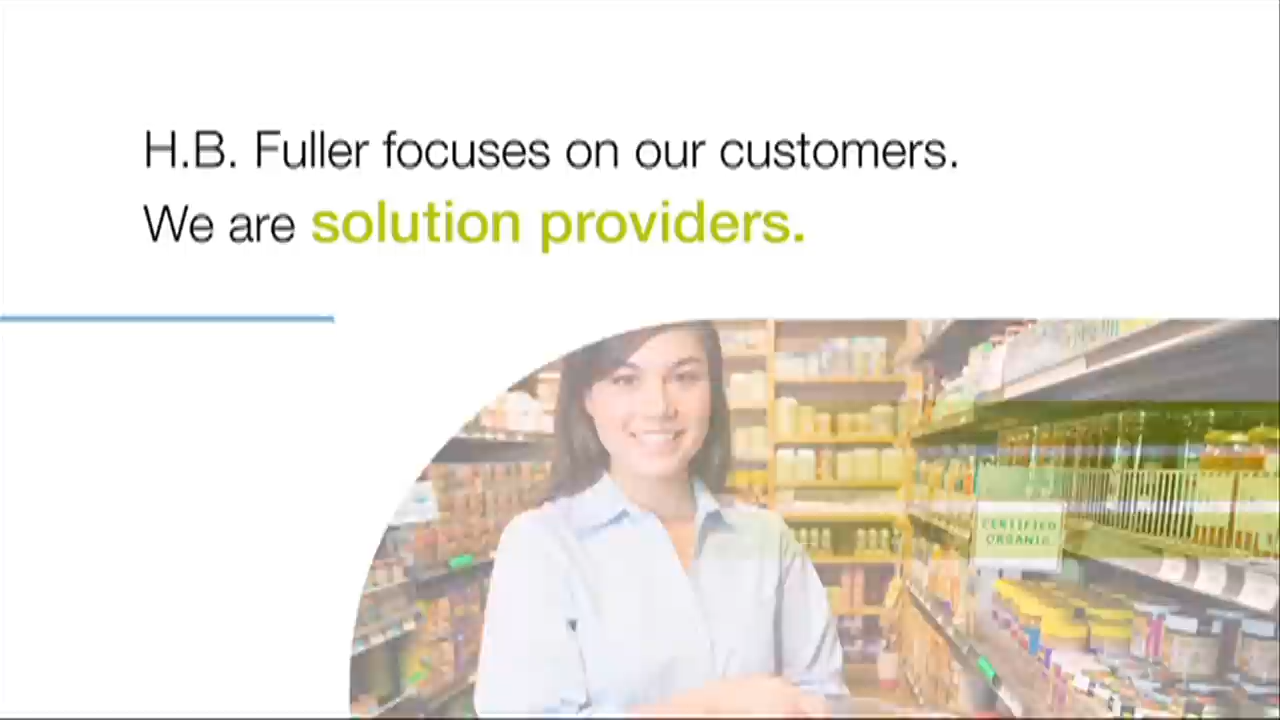 H.B. Fuller focuses on our customers.
We are solution providers.
CERTIFIED
ORGANIC